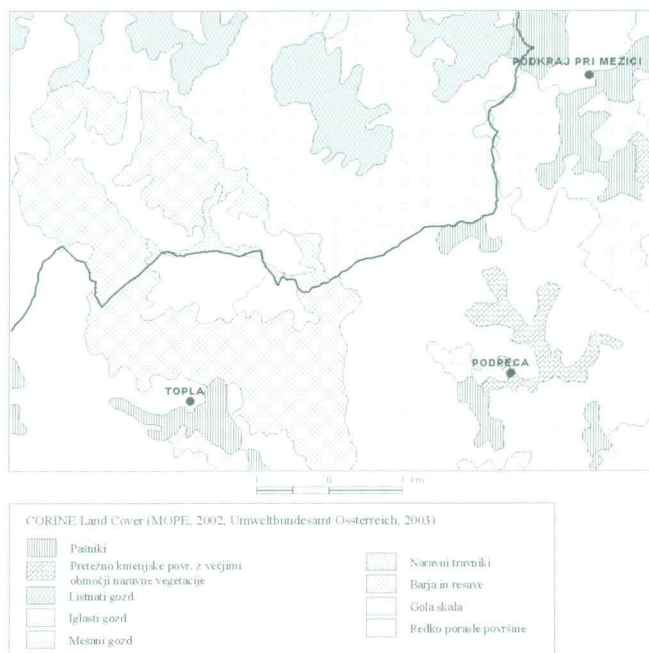 PODKRAJ PRI MEZICI
PODPECA
TOPLA
1 0 1 km
CORINE Land Cover (MOPE, 2002, Umweltbundesamt Ossterreich, 2003)
Pašniki
Pretežno kmetijske povr. z večjimi
območji naravne vegetacije
Listnati gozd
Iglasti gozd
Mešani gozd
Naravni travniki
Barja in resave
Gola skala
Redko porasle površine